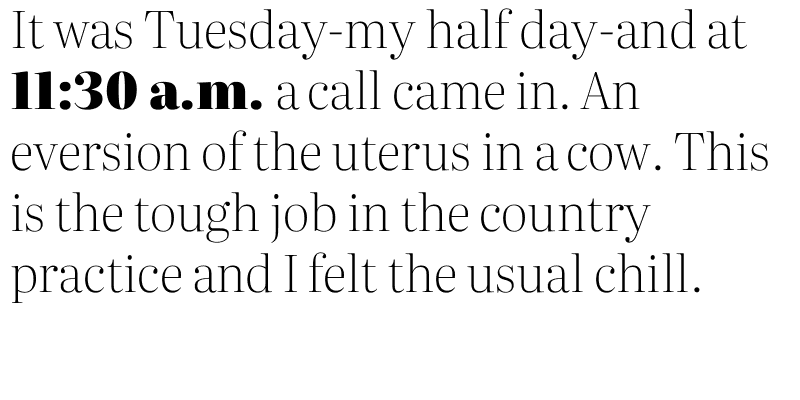 It was Tuesday-my half day-and at
11:30 a.m. a call came in. An
eversion of the uterus in a cow. This
is the tough job in the country
practice and I felt the usual chill.